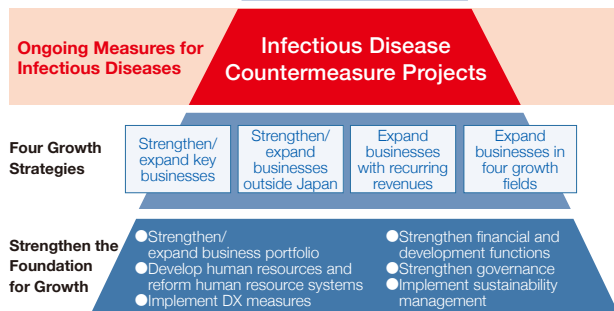 Ongoing Measures for
Infectious Diseases
Infectious Disease
Countermeasure Projects
Four Growth
Strategies
Strengthen/
expand key
businesses
Strengthen/
expand
businesses
outside Japan
Expand
businesses
with recurring
revenues
Expand
businesses in
four growth
fields
Strengthen the
Foundation
for Growth
●Strengthen/
expand business portfolio
●Develop human resources and
reform human resource systems
●Implement DX measures
●Strengthen financial and
development functions
●Strengthen governance
●Implement sustainability
management